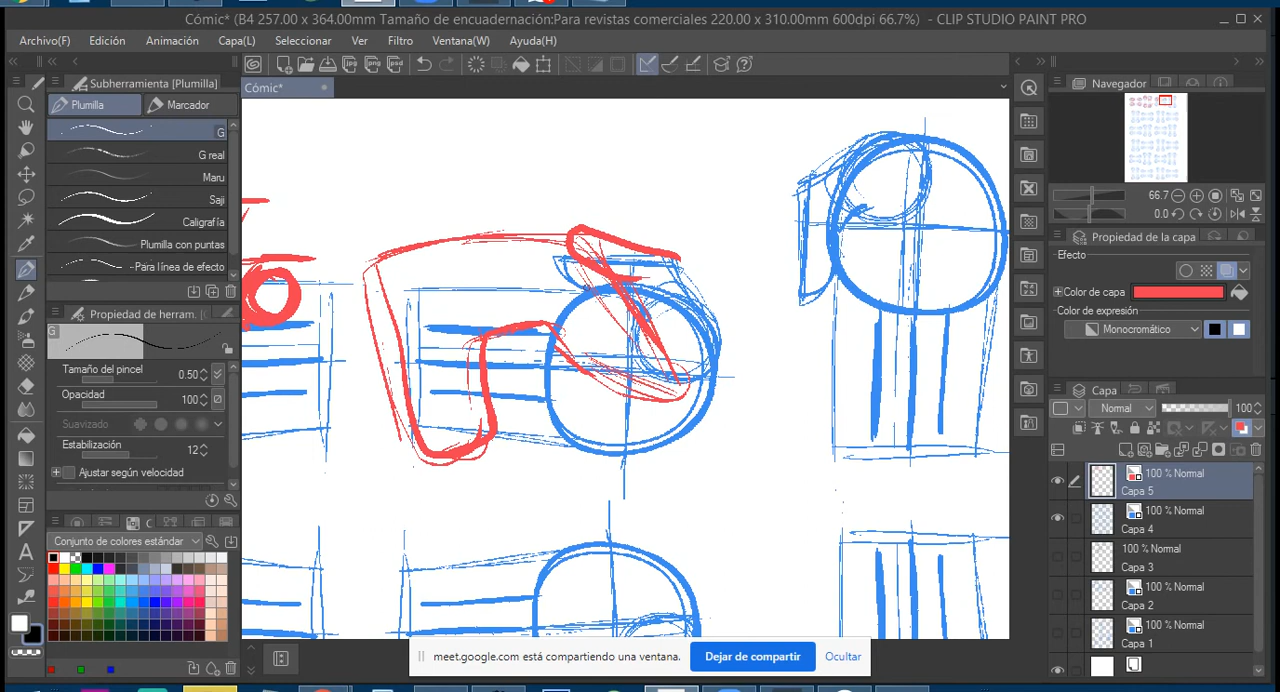 Cómic* (B4 257.00 x 364.00mm Tamaño de encuadernación:Para revistas comerciales 220.00 x 310.00mm 600dpi 66.7%) - CLIP STUDIO PAINT PRO
Archivo(F) Edición Animación Capa(L) Seleccionar Ver Filtro Ventana(W) Ayuda(H)
Subherramienta [Plumilla]
Cómic*
Navegador
Plumilla Marcador
G
G real
Maru
Saji
Caligrafía
Plumilla con puntas
Para línea de efecto
Propiedad de herram.
G
Tamaño del pincel 0.50
Opacidad 100
Suavizado
Estabilización 12
Ajustar según velocidad
Conjunto de colores estándar
66.7
0.0
Propiedad de la capa
Efecto
Color de capa
Color de expresión
Monocromático
Capa
Normal 100
100 % Normal
Capa 5
100 % Normal
Capa 4
100 % Normal
Capa 3
100 % Normal
Capa 2
100 % Normal
Capa 1
meet.google.com está compartiendo una ventana. Dejar de compartir Ocultar